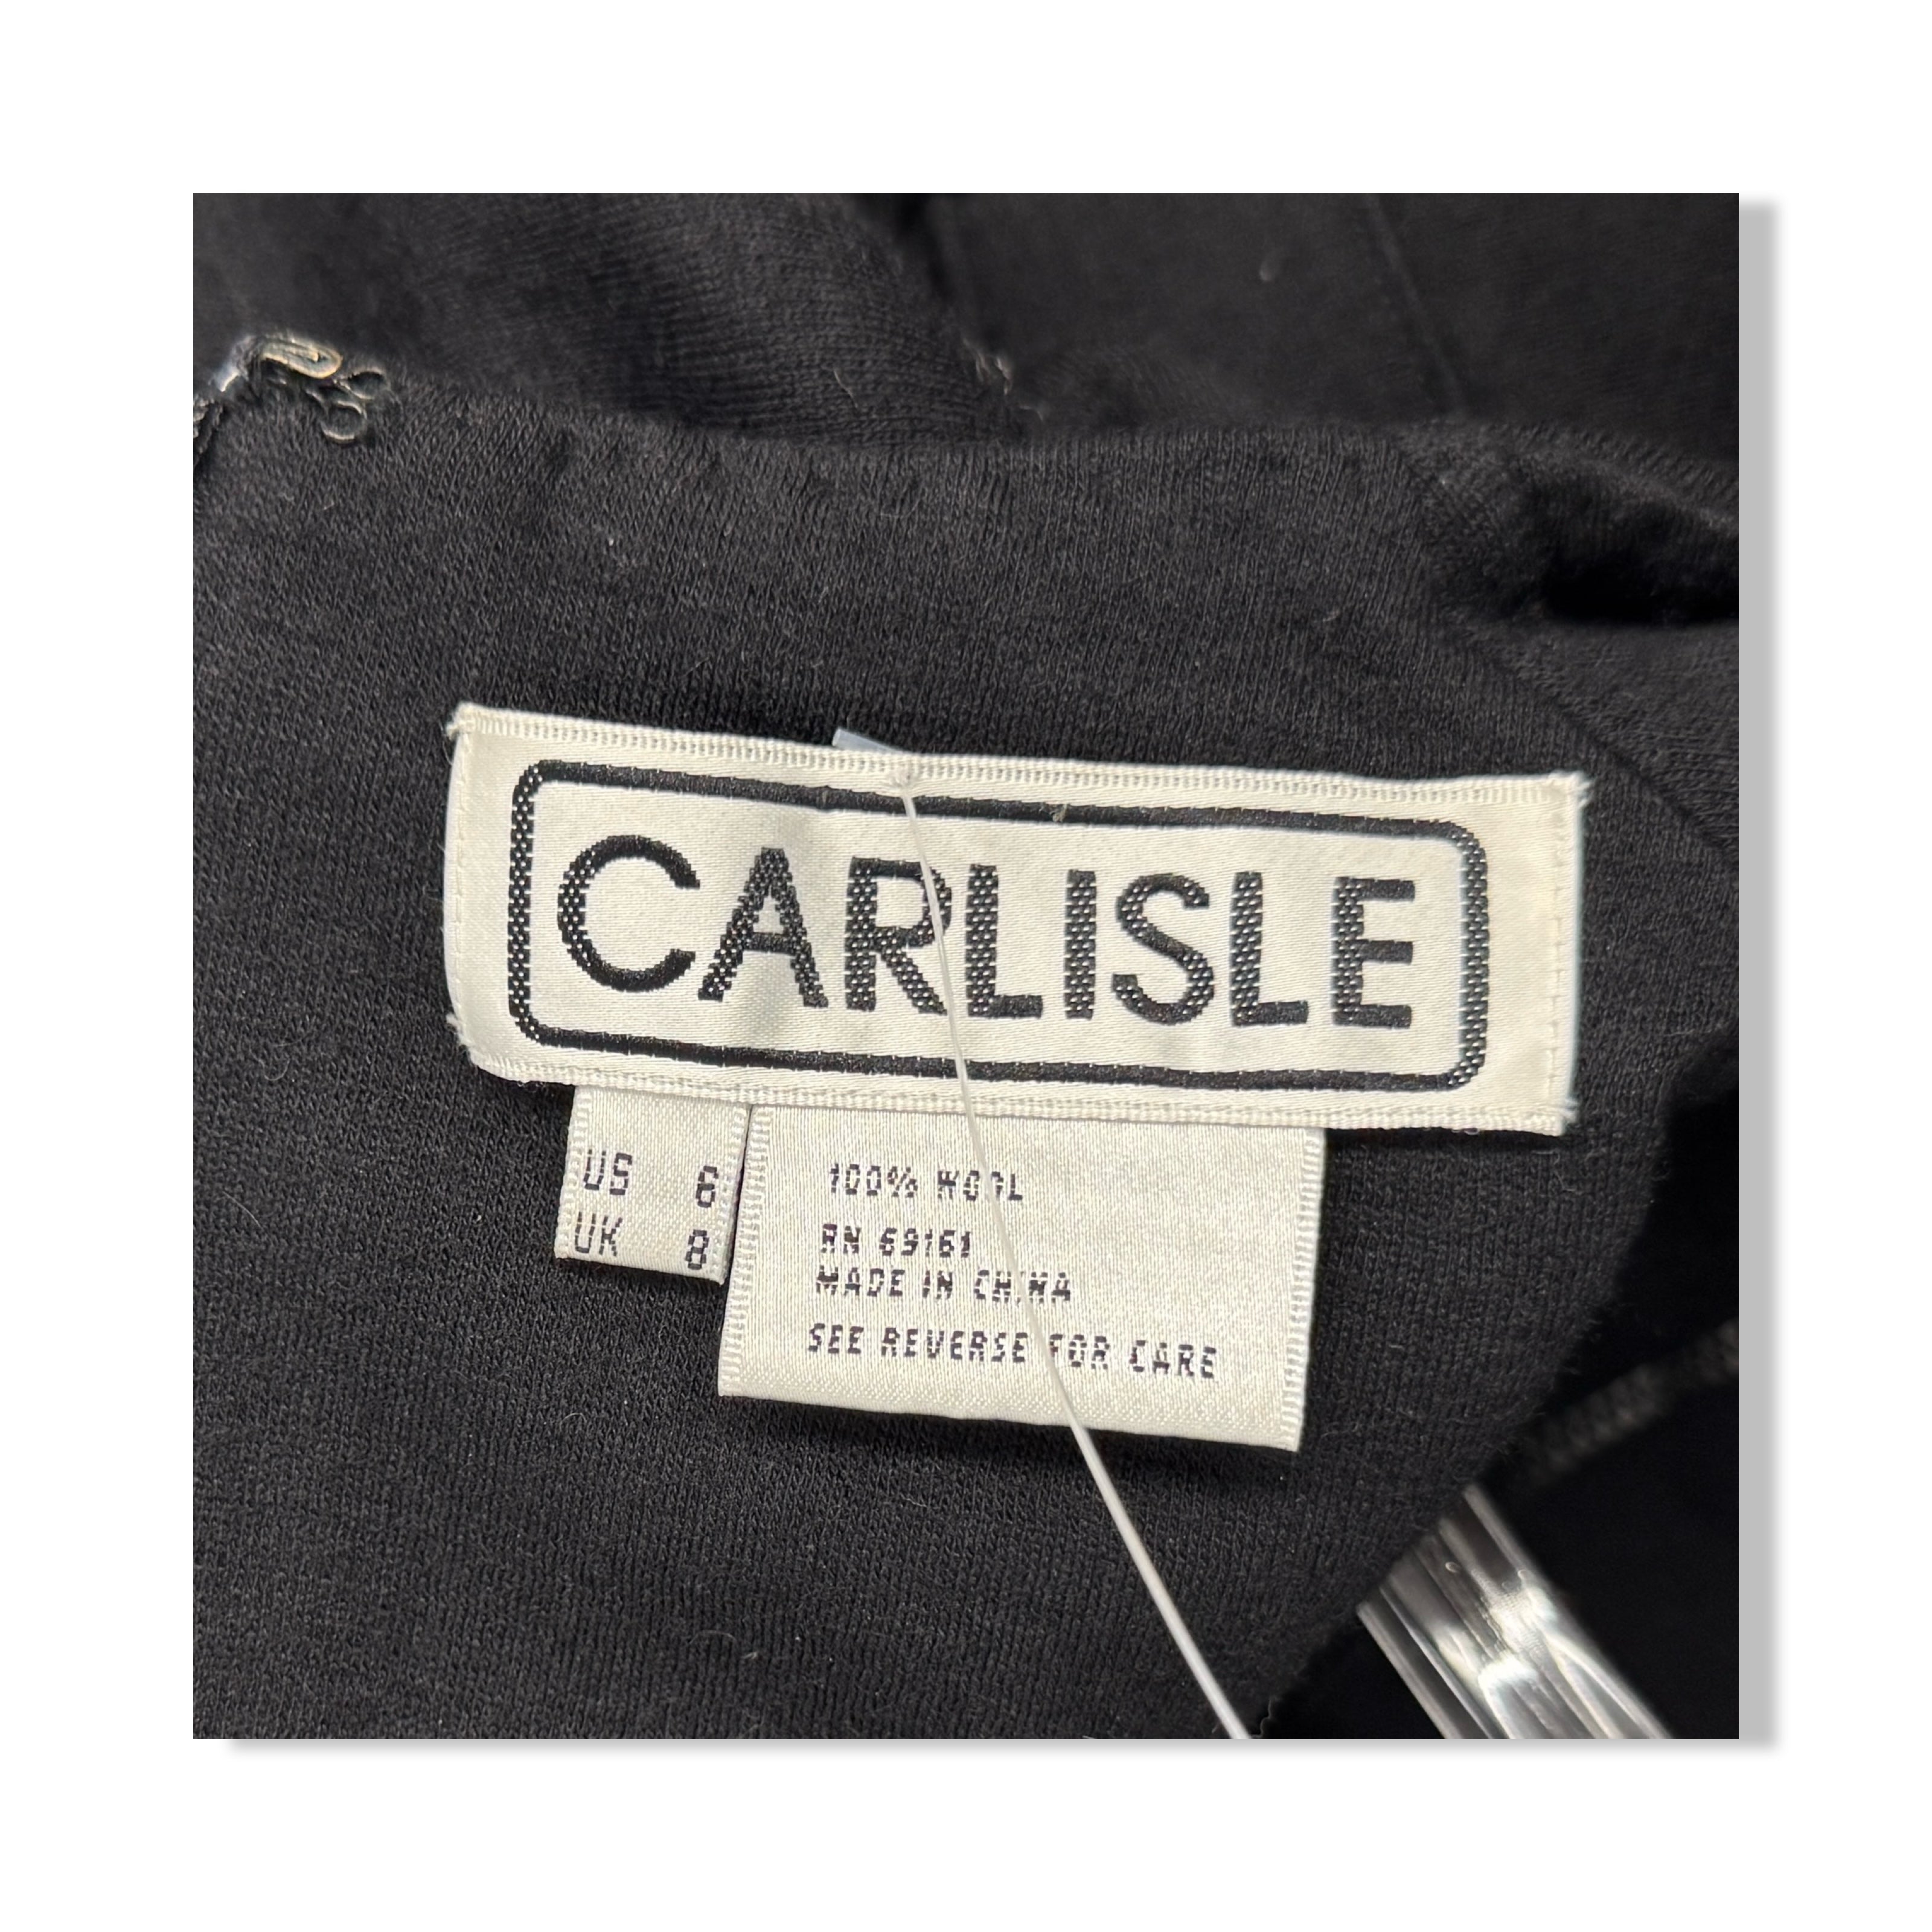 CARLISLE
US 6
UK 8
100% WOOL
RN 69161
MADE IN CHINA
SEE REVERSE FOR CARE